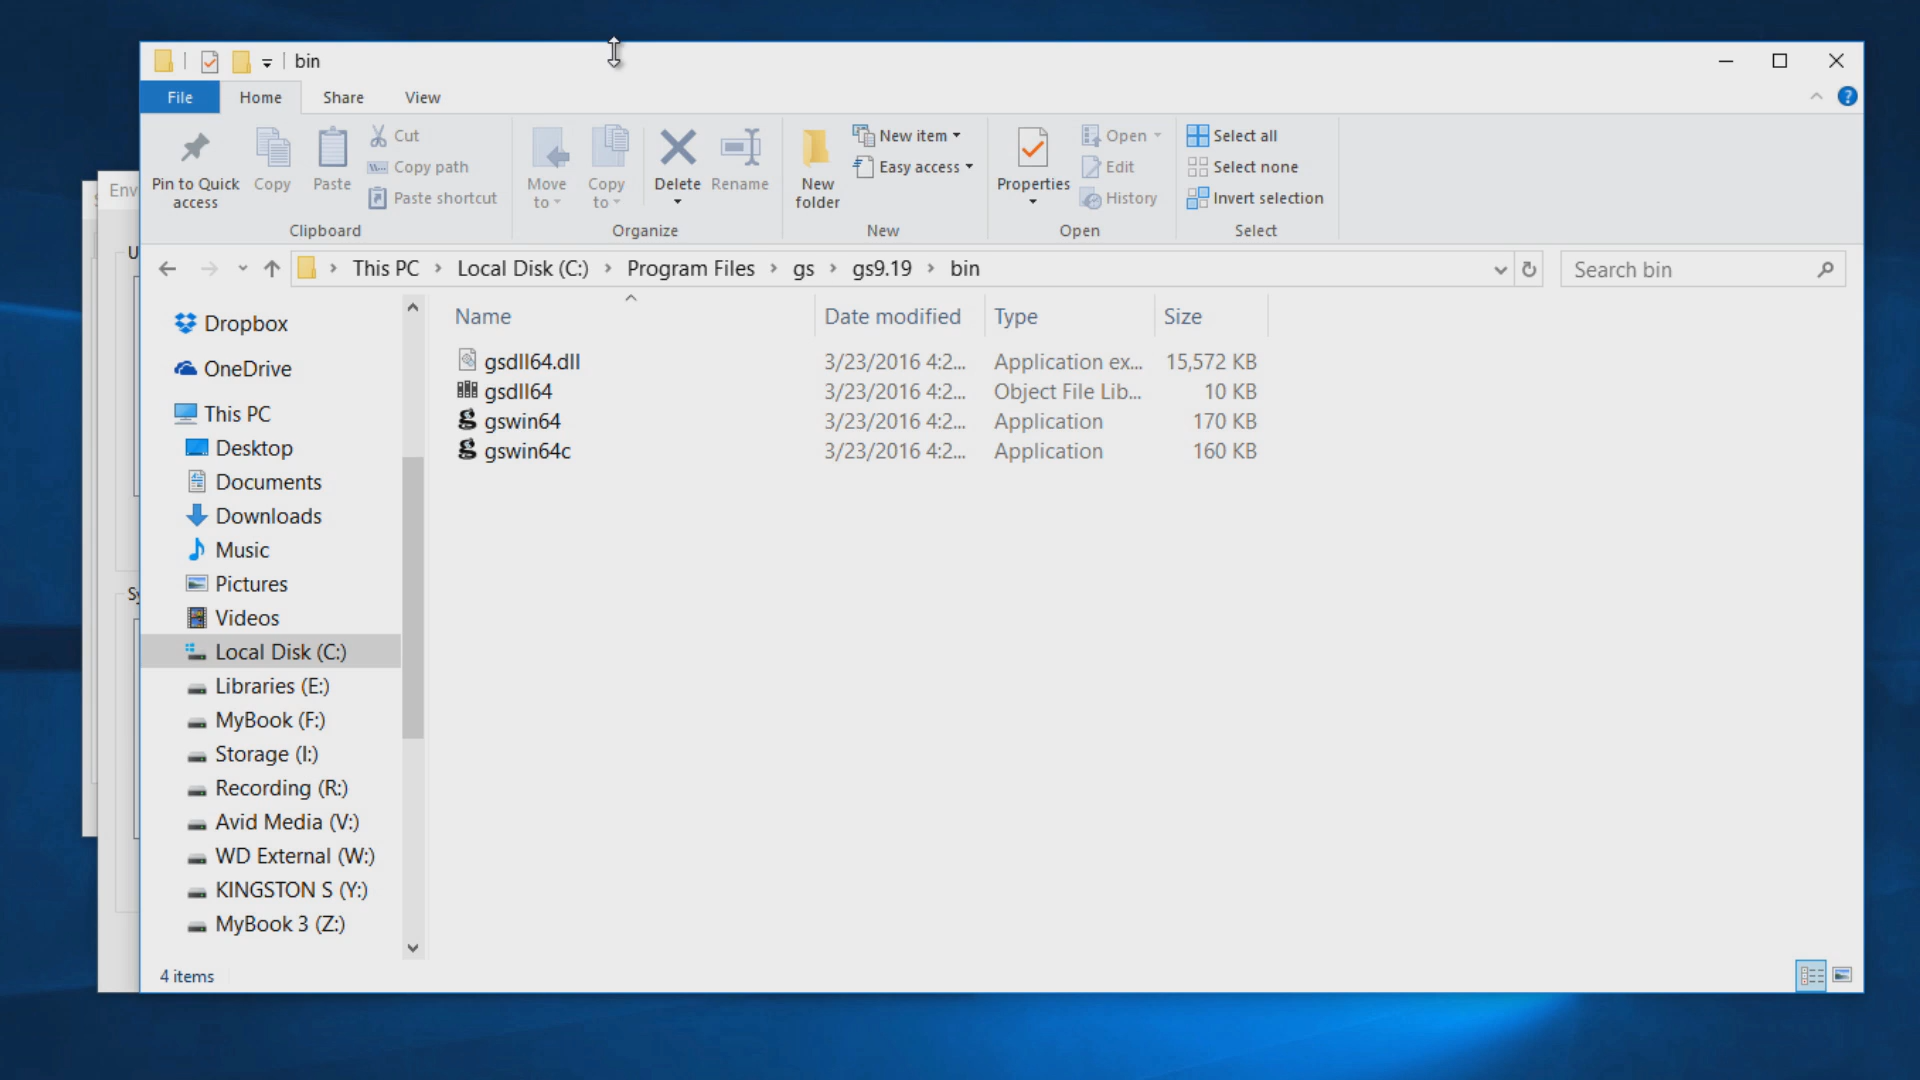 bin
File Home Share View
Pin to Quick access
Copy
Paste
Cut
Copy path
Paste shortcut
Clipboard
Move to
Copy to
Delete
Rename
Organize
New folder
New item
Easy access
New
Properties
Open
Edit
History
Open
Select all
Select none
Invert selection
Select
This PC Local Disk (C:) Program Files gs gs9.19 bin
Search bin
Env
U
Sy
Dropbox
OneDrive
This PC
Desktop
Documents
Downloads
Music
Pictures
Videos
Local Disk (C:)
Libraries (E:)
MyBook (F:)
Storage (I:)
Recording (R:)
Avid Media (V:)
WD External (W:)
KINGSTON S (Y:)
MyBook 3 (Z:)
Name Date modified Type Size
gsdll64.dll 3/23/2016 4:2... Application ex... 15,572 KB
gsdll64 3/23/2016 4:2... Object File Lib... 10 KB
gswin64 3/23/2016 4:2... Application 170 KB
gswin64c 3/23/2016 4:2... Application 160 KB
4 items